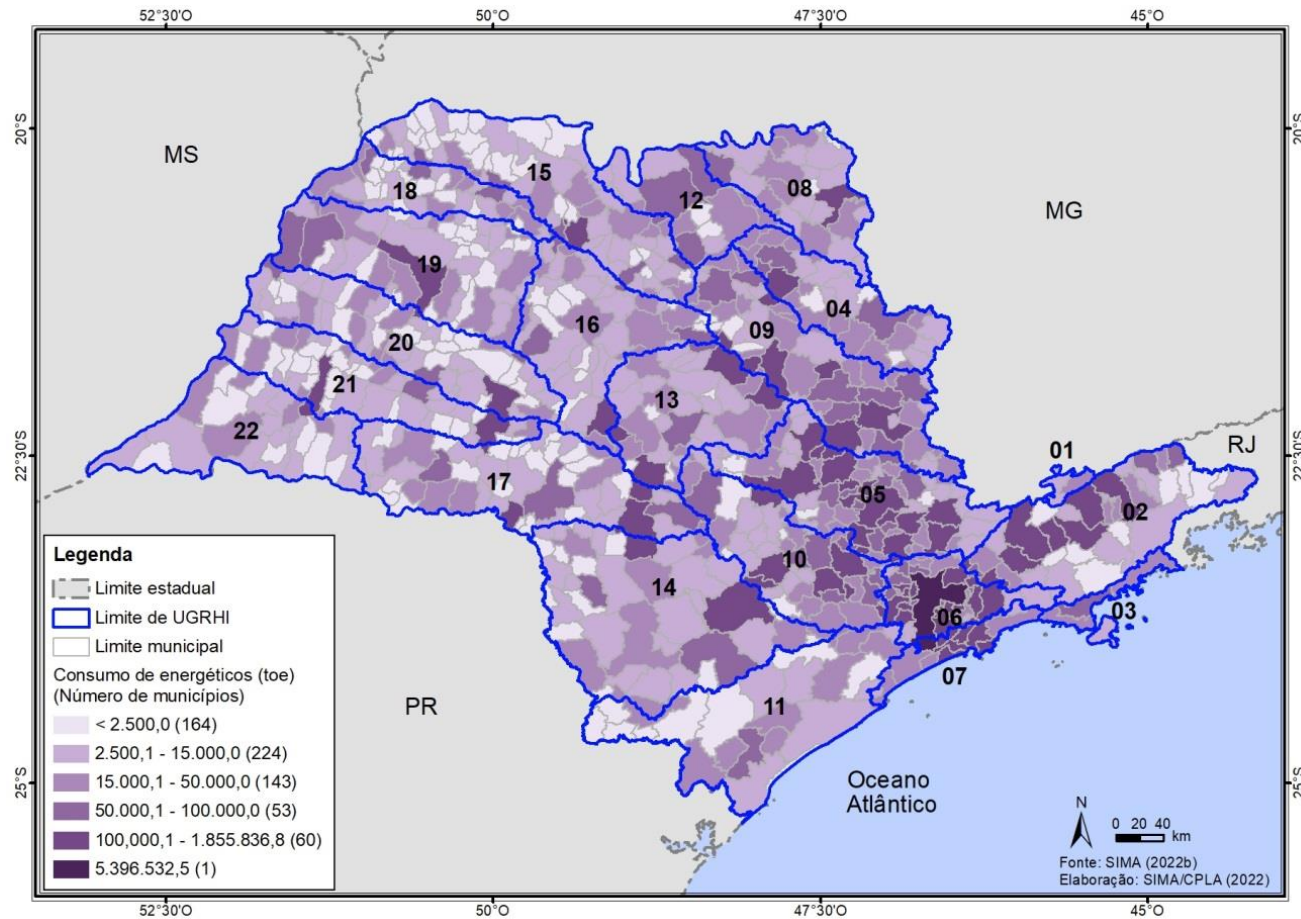 52°30'O 50°O 47°30'O 45°O
20°S 20°S
MS
15
18
12
08
MG
19
16
04
09
20
21
13
22
22°30'S 22°30'S
01
RJ
17
05
02
10
14
06
03
07
11
PR
25°S 25°S
Oceano
Atlântico
Legenda
Limite estadual
Limite de UGRHI
Limite municipal
Consumo de energéticos (toe)
(Número de municípios)
< 2.500,0 (164)
2.500,1 - 15.000,0 (224)
15.000,1 - 50.000,0 (143)
50.000,1 - 100.000,0 (53)
100,000,1 - 1.855.836,8 (60)
5.396.532,5 (1)
N
0 20 40
km
Fonte: SIMA (2022b)
Elaboração: SIMA/CPLA (2022)
52°30'O 50°O 47°30'O 45°O